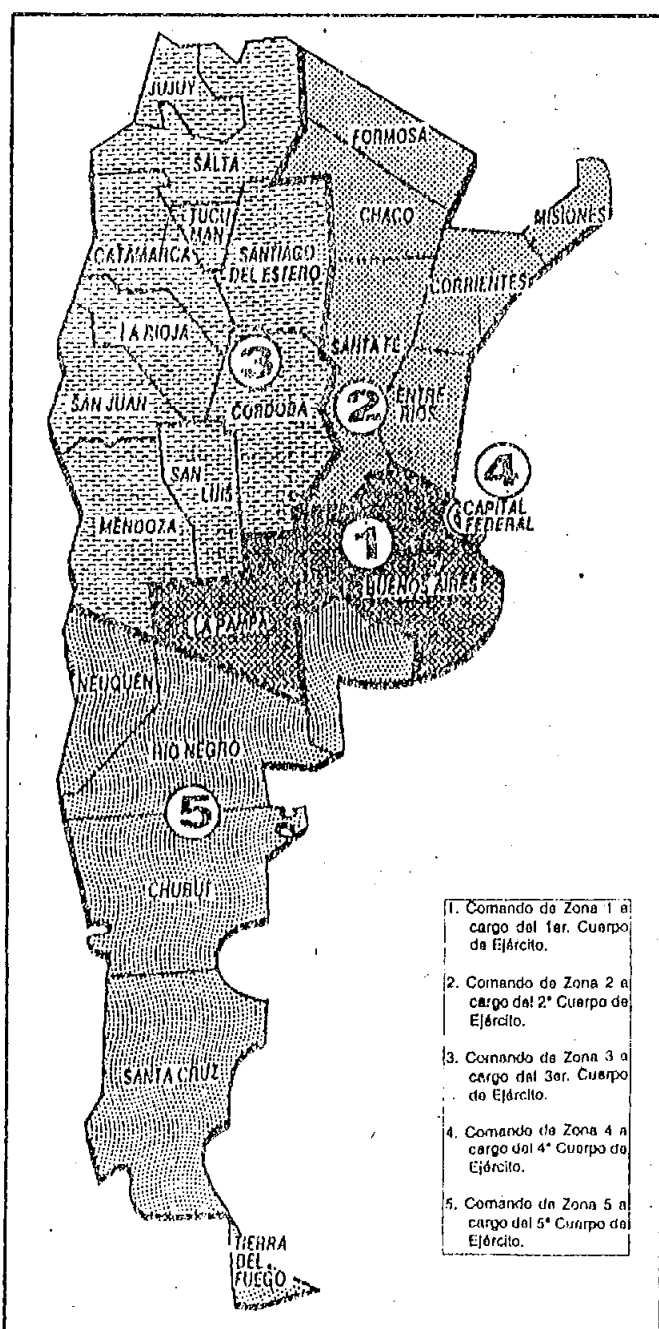 JUJUY
FORMOSA
SALTA
CHACO
MISIONES
TUCU
MAN
CATAMARCA
SANTIAGO
DEL ESTERO
CORRIENTES
LA RIOJA
SANTA FE
3
SAN JUAN
CORDOBA
2
ENTRE
RIOS
SAN
LUIS
4
MENDOZA
CAPITAL
FEDERAL
1
BUENOS AIRES
LA PAMPA
NEUQUEN
RIO NEGRO
5
CHUBUT
SANTA CRUZ
TIERRA
DEL
FUEGO
1. Comando de Zona 1 a
cargo del 1er. Cuerpo
de Ejército.
2. Comando de Zona 2 a
cargo del 2º Cuerpo de
Ejército.
3. Comando de Zona 3 a
cargo del 3er. Cuerpo
de Ejército.
4. Comando de Zona 4 a
cargo del 4º Cuerpo de
Ejército.
5. Comando de Zona 5 a
cargo del 5º Cuerpo de
Ejército.